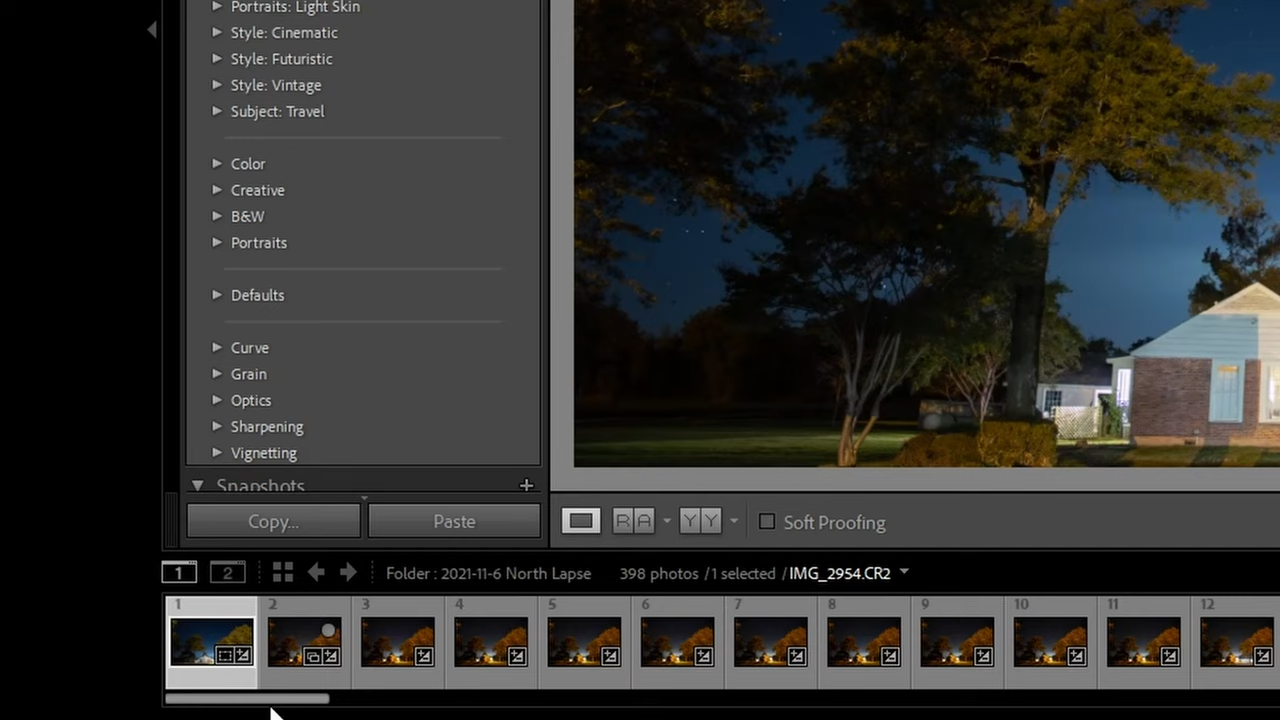 Portraits: Light Skin
Style: Cinematic
Style: Futuristic
Style: Vintage
Subject: Travel
Color
Creative
B&W
Portraits
Defaults
Curve
Grain
Optics
Sharpening
Vignetting
Snapshots +
Copy... Paste
R A Y Y Soft Proofing
1 2 Folder : 2021-11-6 North Lapse 398 photos / 1 selected / IMG_2954.CR2
1 2 3 4 5 6 7 8 9 10 11 12